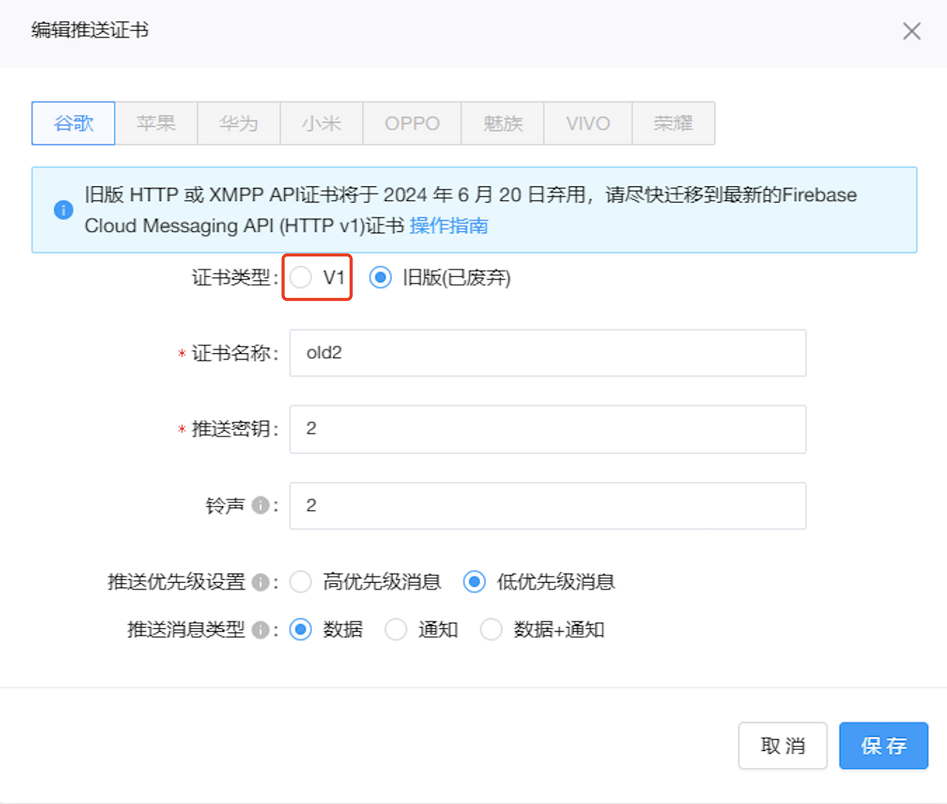 编辑推送证书
谷歌 苹果 华为 小米 OPPO 魅族 VIVO 荣耀
旧版 HTTP 或 XMPP API证书将于 2024 年 6 月 20 日弃用，请尽快迁移到最新的Firebase
Cloud Messaging API (HTTP v1)证书 操作指南
证书类型: V1 旧版(已废弃)
* 证书名称: old2
* 推送密钥: 2
铃声 : 2
推送优先级设置 : 高优先级消息 低优先级消息
推送消息类型 : 数据 通知 数据+通知
取消 保存